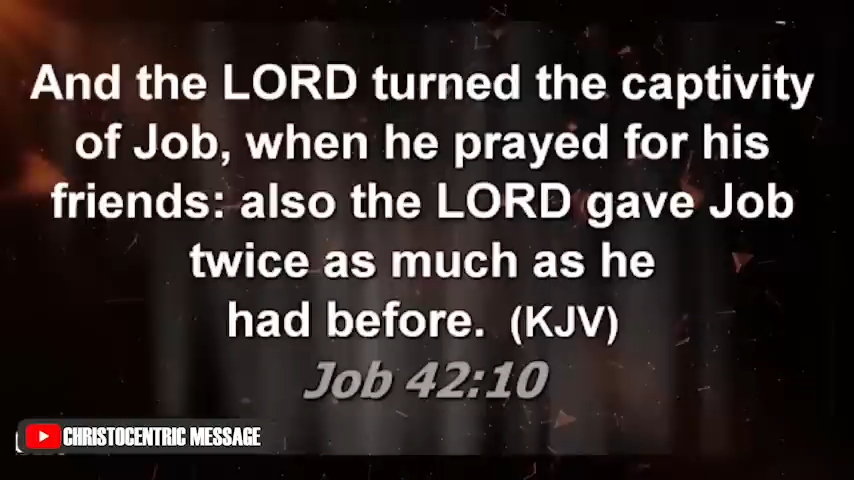 And the LORD turned the captivity
of Job, when he prayed for his
friends: also the LORD gave Job
twice as much as he
had before. (KJV)
Job 42:10
CHRISTOCENTRIC MESSAGE